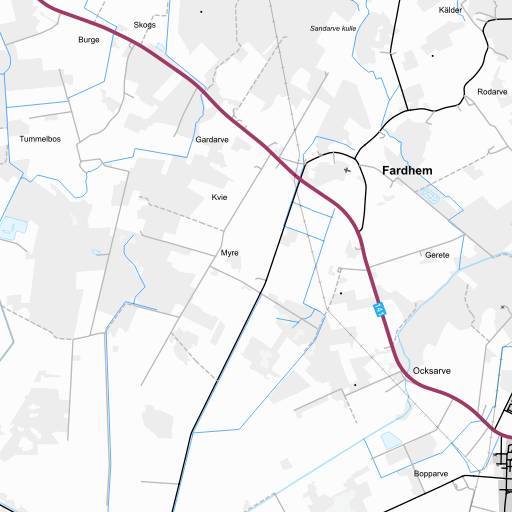 Kälder
Skogs
Sandarve kulle
Burge
Rodarve
Tummelbos
Gardarve
Fardhem
Kvie
Myre
Gerete
Ocksarve
Bopparve